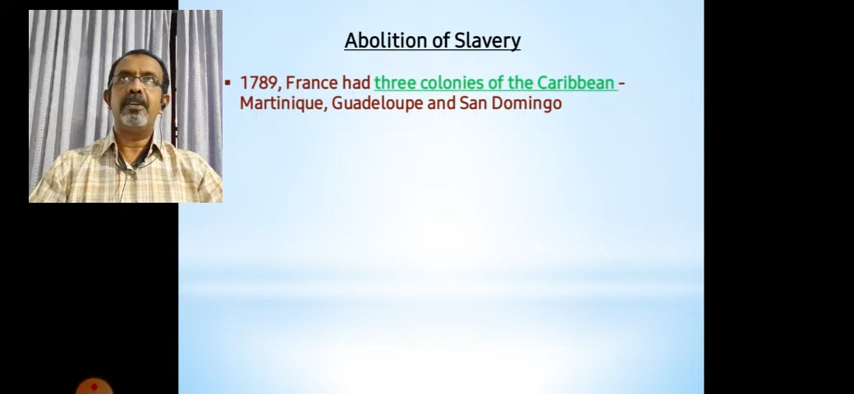 Abolition of Slavery
▪ 1789, France had three colonies of the Caribbean -
Martinique, Guadeloupe and San Domingo